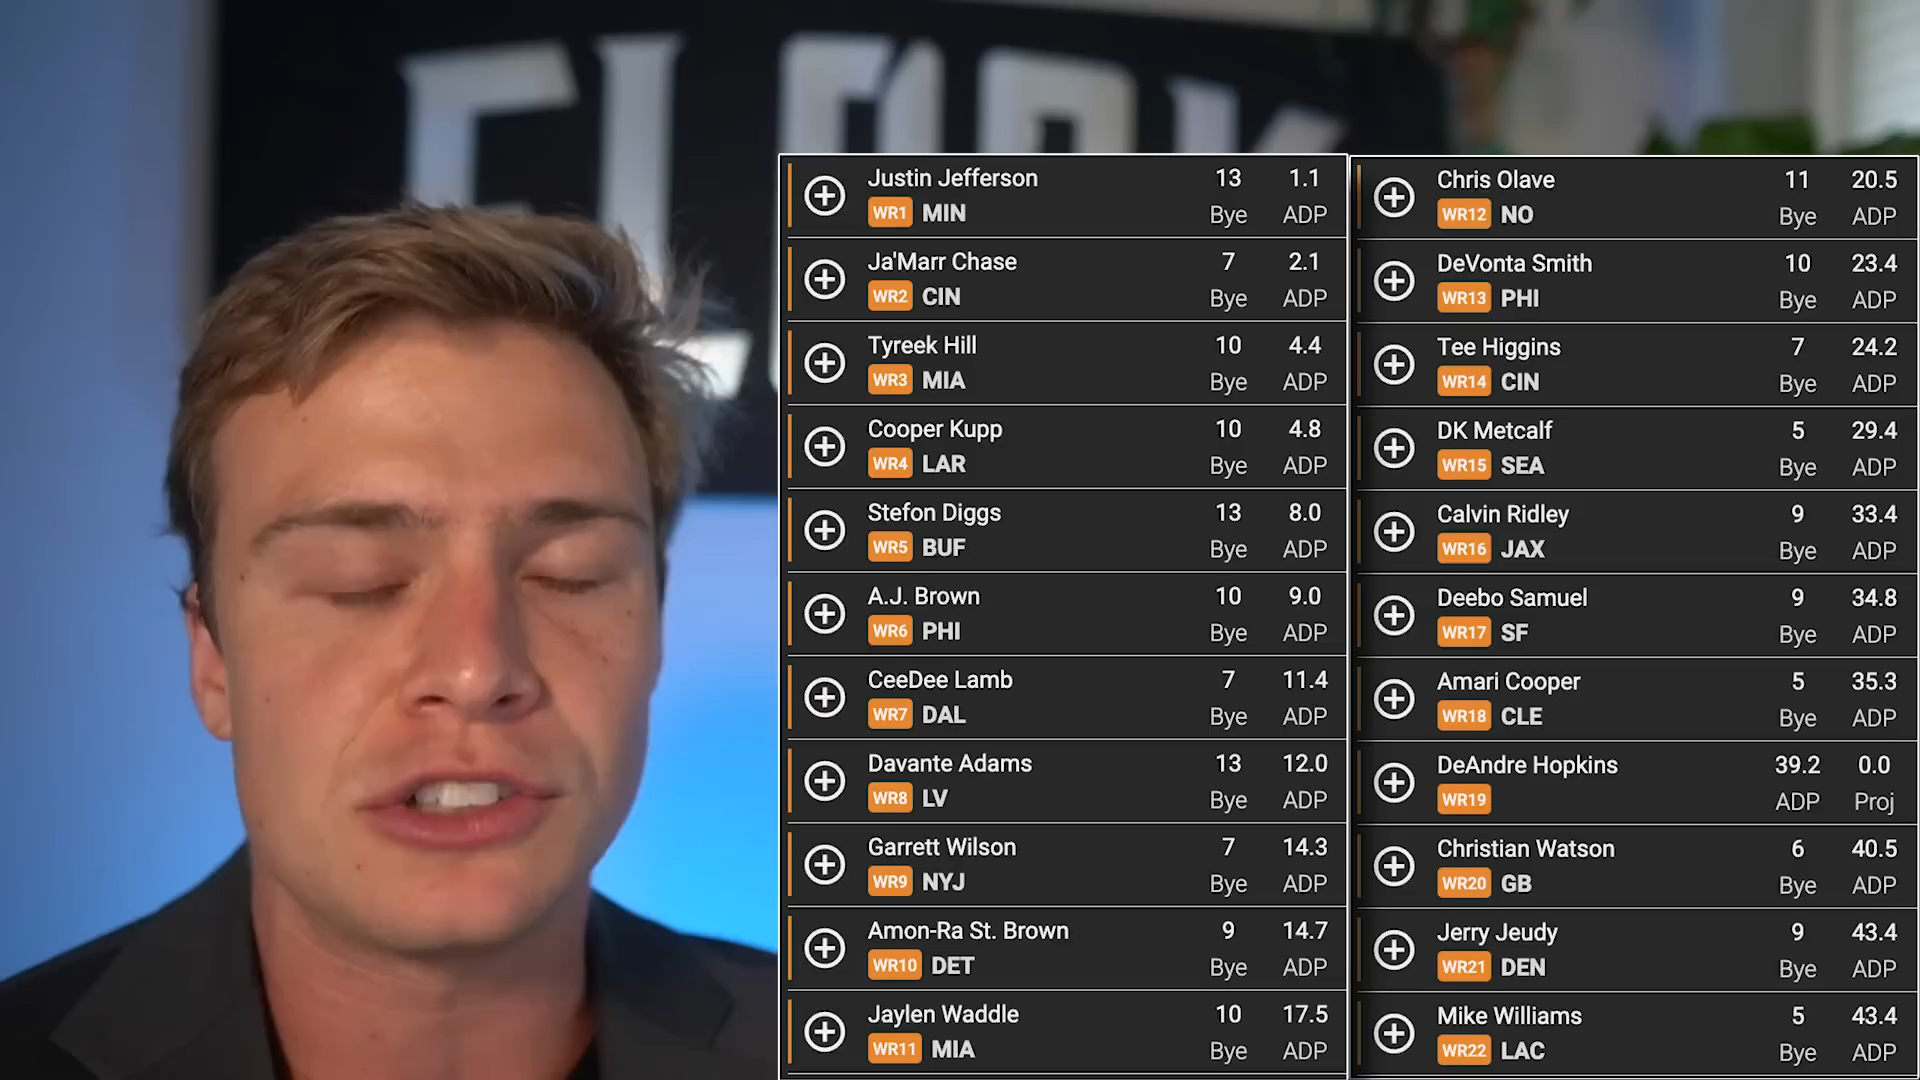 Justin Jefferson 13 1.1
WR1 MIN Bye ADP
Ja'Marr Chase 7 2.1
WR2 CIN Bye ADP
Tyreek Hill 10 4.4
WR3 MIA Bye ADP
Cooper Kupp 10 4.8
WR4 LAR Bye ADP
Stefon Diggs 13 8.0
WR5 BUF Bye ADP
A.J. Brown 10 9.0
WR6 PHI Bye ADP
CeeDee Lamb 7 11.4
WR7 DAL Bye ADP
Davante Adams 13 12.0
WR8 LV Bye ADP
Garrett Wilson 7 14.3
WR9 NYJ Bye ADP
Amon-Ra St. Brown 9 14.7
WR10 DET Bye ADP
Jaylen Waddle 10 17.5
WR11 MIA Bye ADP
Chris Olave 11 20.5
WR12 NO Bye ADP
DeVonta Smith 10 23.4
WR13 PHI Bye ADP
Tee Higgins 7 24.2
WR14 CIN Bye ADP
DK Metcalf 5 29.4
WR15 SEA Bye ADP
Calvin Ridley 9 33.4
WR16 JAX Bye ADP
Deebo Samuel 9 34.8
WR17 SF Bye ADP
Amari Cooper 5 35.3
WR18 CLE Bye ADP
DeAndre Hopkins 39.2 0.0
WR19 ADP Proj
Christian Watson 6 40.5
WR20 GB Bye ADP
Jerry Jeudy 9 43.4
WR21 DEN Bye ADP
Mike Williams 5 43.4
WR22 LAC Bye ADP